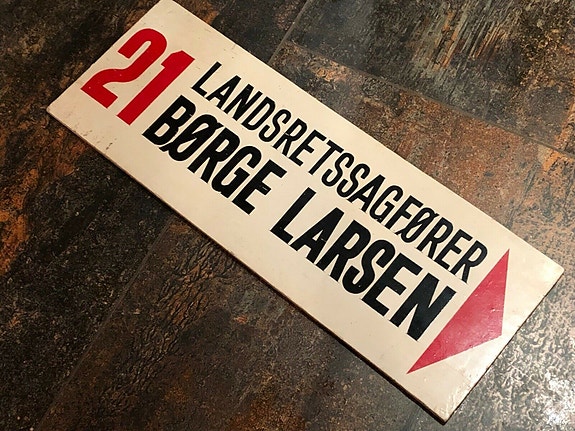 21
LANDSRETSSAGFØRER
BØRGE LARSEN